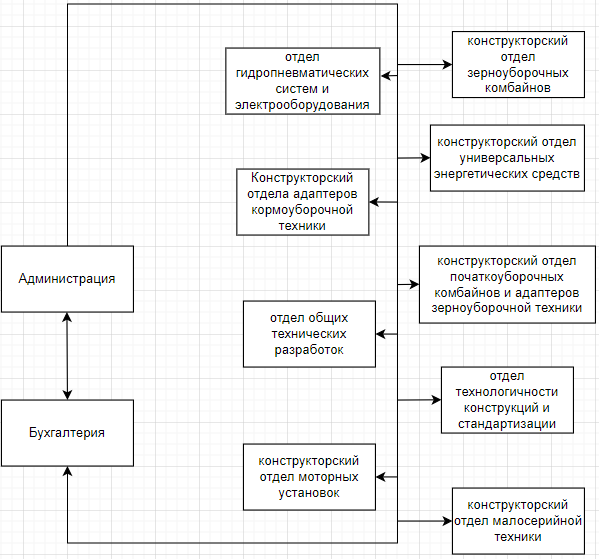 отдел
гидропневматических
систем и
электрооборудования
конструкторский
отдел
зерноуборочных
комбайнов
конструкторский отдел
универсальных
энергетических средств
Конструкторский
отдела адаптеров
кормоуборочной
техники
Администрация
конструкторский отдел
початкоуборочных
комбайнов и адаптеров
зерноуборочной техники
отдел общих
технических
разработок
отдел
технологичности
конструкций и
стандартизации
Бухгалтерия
конструкторский
отдел моторных
установок
конструкторский
отдел малосерийной
техники